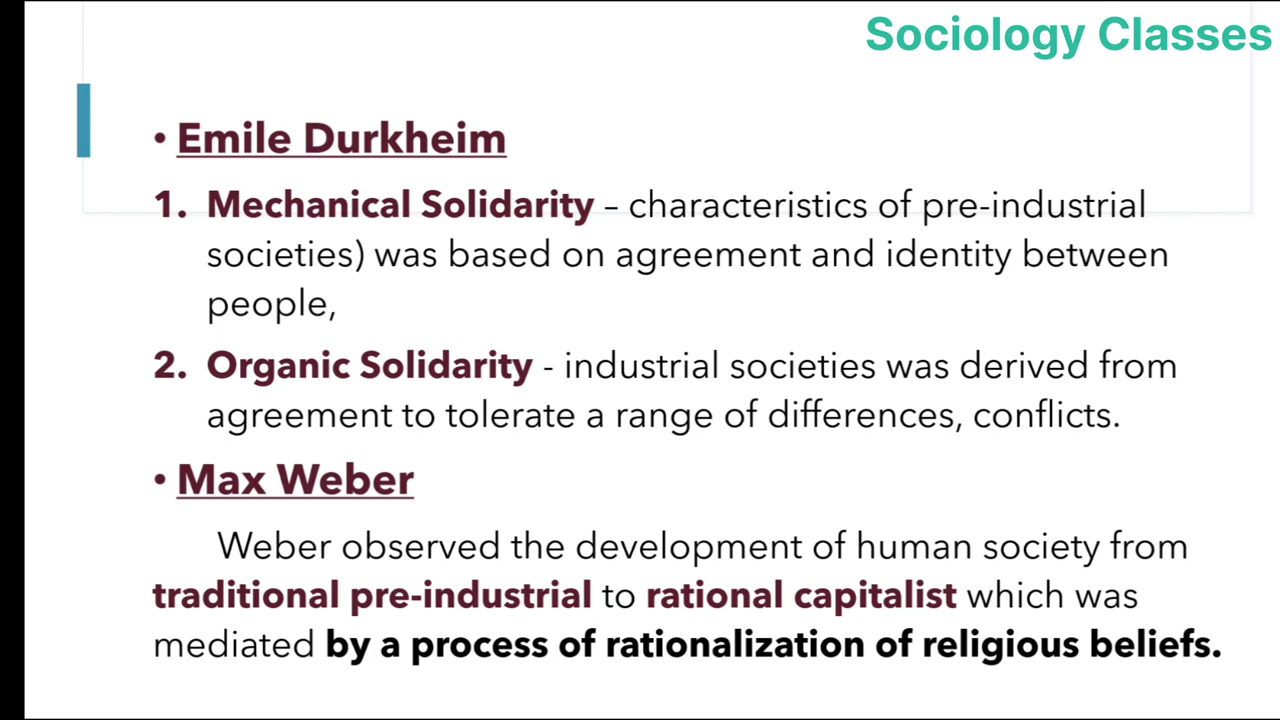 Sociology Classes
• Emile Durkheim
1. Mechanical Solidarity – characteristics of pre-industrial
societies) was based on agreement and identity between
people,
2. Organic Solidarity - industrial societies was derived from
agreement to tolerate a range of differences, conflicts.
• Max Weber
Weber observed the development of human society from
traditional pre-industrial to rational capitalist which was
mediated by a process of rationalization of religious beliefs.